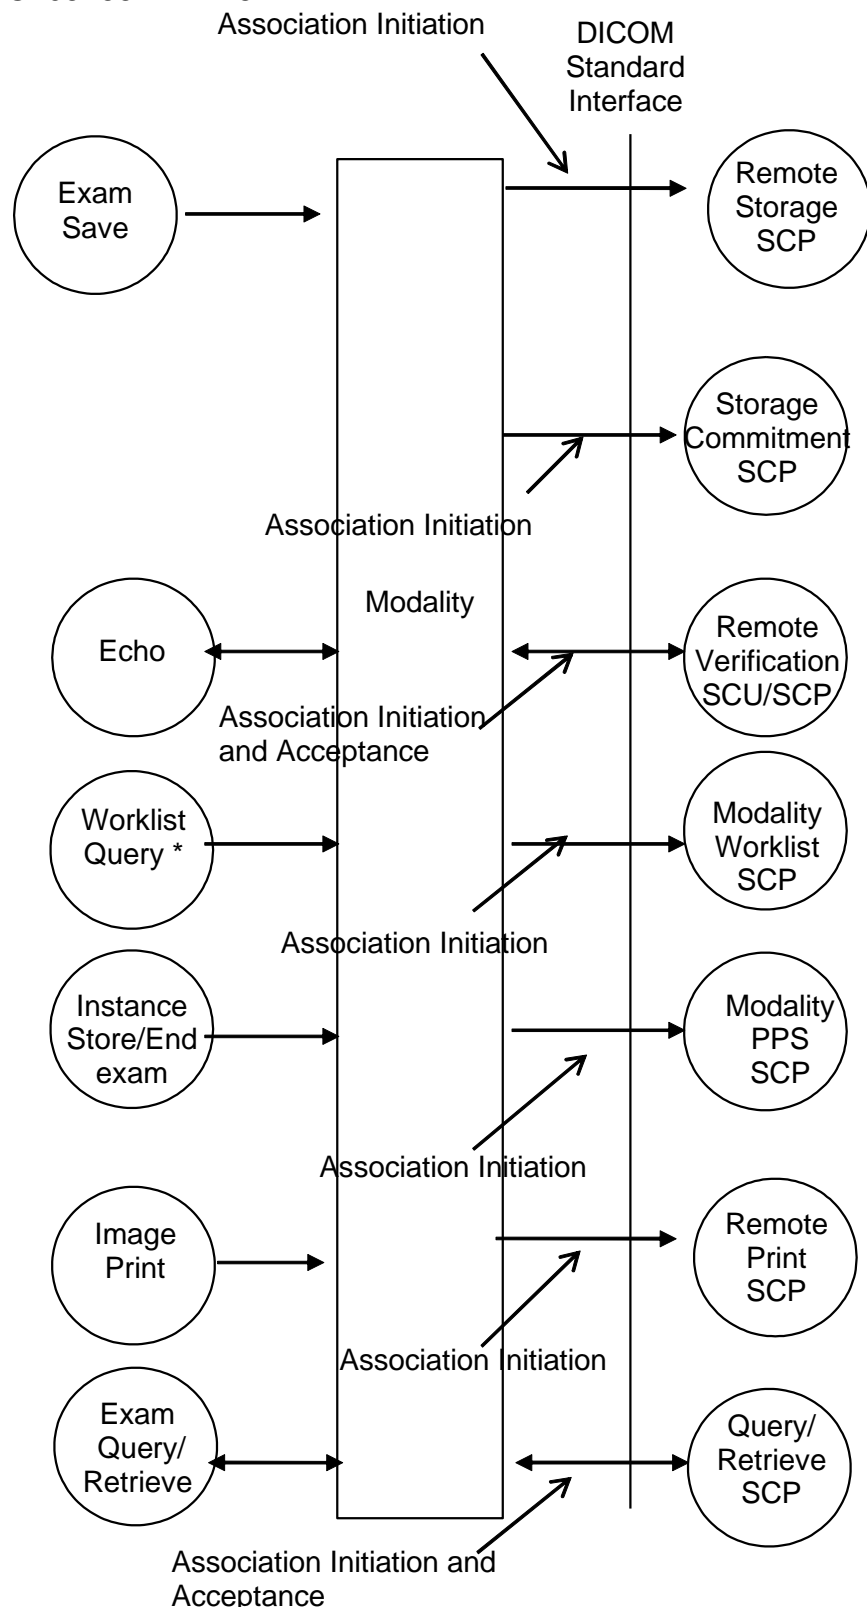 Association Initiation
DICOM
Standard
Interface
Exam
Save
Remote
Storage
SCP
Storage
Commitment
SCP
Association Initiation
Modality
Echo
Remote
Verification
SCU/SCP
Association Initiation
and Acceptance
Worklist
Query *
Modality
Worklist
SCP
Association Initiation
Instance
Store/End
exam
Modality
PPS
SCP
Association Initiation
Image
Print
Remote
Print
SCP
Association Initiation
Exam
Query/
Retrieve
Query/
Retrieve
SCP
Association Initiation and
Acceptance